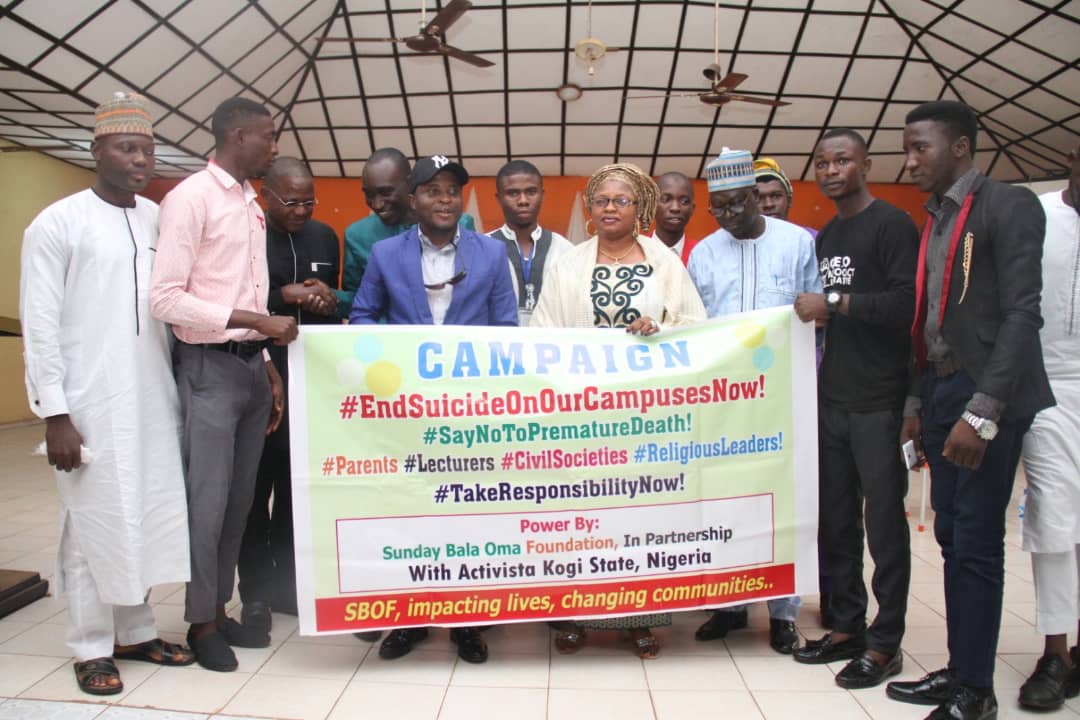 CAMPAIGN
#EndSuicideOnOurCampusesNow!
#SayNoToPrematureDeath!
#Parents #Lecturers #CivilSocieties #ReligiousLeaders!
#TakeResponsibilityNow!
Power By:
Sunday Bala Oma Foundation, In Partnership
With Activista Kogi State, Nigeria
SBOF, impacting lives, changing communities..